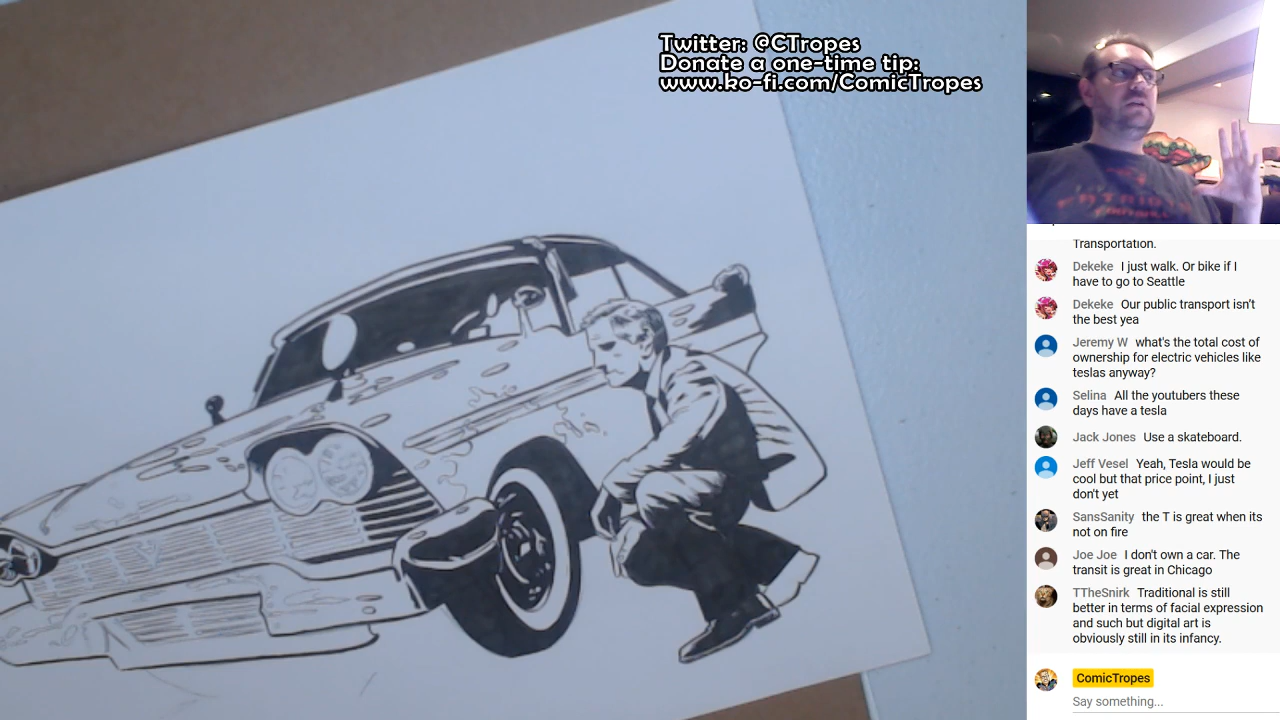 Twitter: @CTropes
Donate a one-time tip:
www.ko-fi.com/ComicTropes
Transportation.
Dekeke I just walk. Or bike if I
have to go to Seattle
Dekeke Our public transport isn't
the best yea
Jeremy W what's the total cost of
ownership for electric vehicles like
teslas anyway?
Selina All the youtubers these
days have a tesla
Jack Jones Use a skateboard.
Jeff Vesel Yeah, Tesla would be
cool but that price point, I just
don't yet
SansSanity the T is great when its
not on fire
Joe Joe I don't own a car. The
transit is great in Chicago
TTheSnirk Traditional is still
better in terms of facial expression
and such but digital art is
obviously still in its infancy.
ComicTropes
Say something...